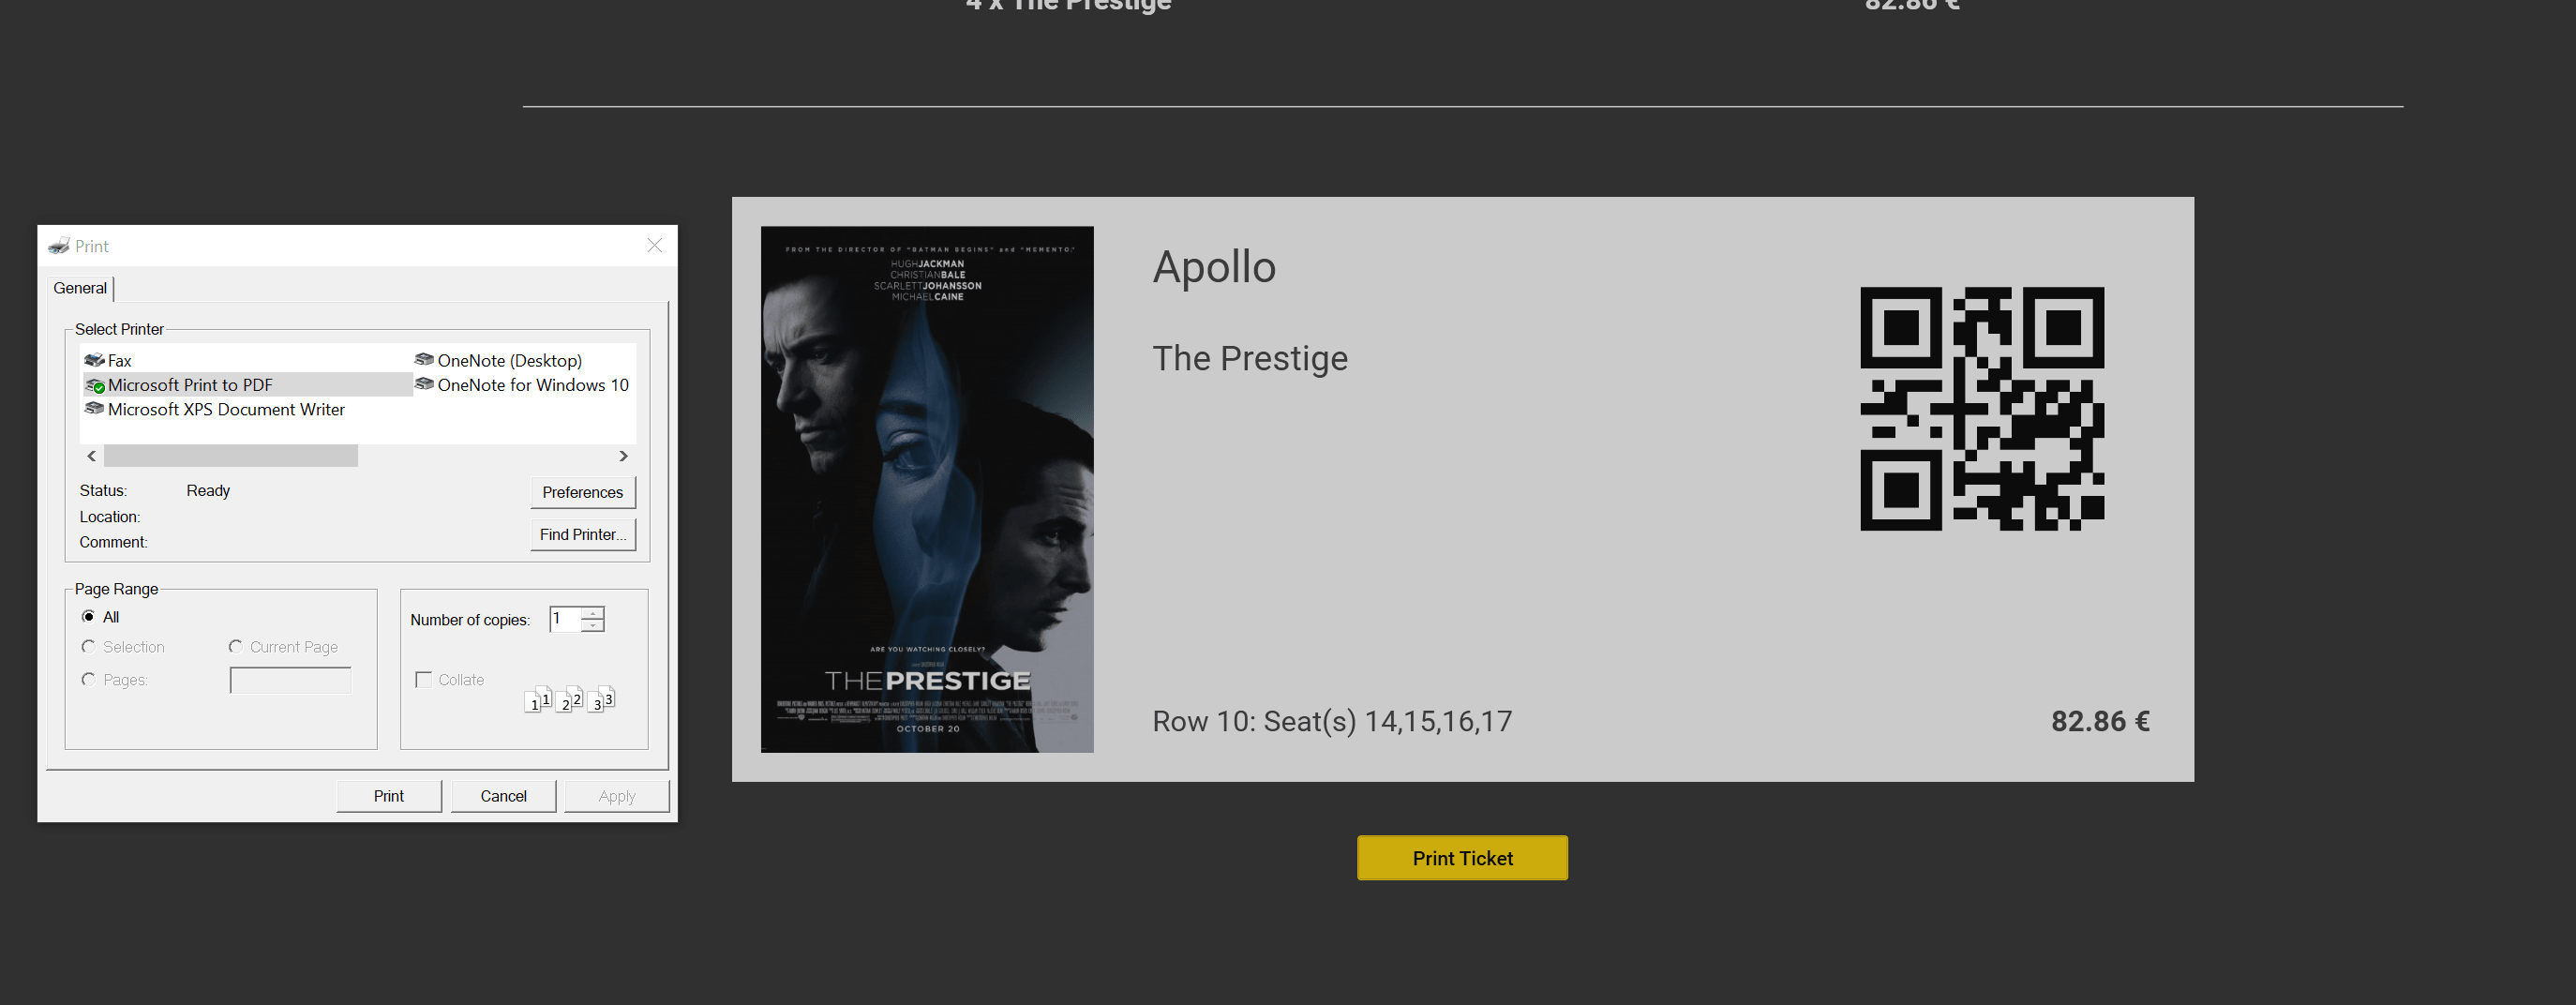 4 x The Prestige 82.86 €
Print
General
Select Printer
Fax
OneNote (Desktop)
Microsoft Print to PDF
OneNote for Windows 10
Microsoft XPS Document Writer
Status: Ready
Preferences
Location:
Find Printer...
Comment:
Page Range
All
Selection
Current Page
Pages:
Number of copies: 1
Collate
1 1 2 2 3 3
Print
Cancel
Apply
FROM THE DIRECTOR OF "BATMAN BEGINS" and "MEMENTO."
HUGH JACKMAN
CHRISTIAN BALE
SCARLETT JOHANSSON
MICHAEL CAINE
ARE YOU WATCHING CLOSELY?
THE PRESTIGE
OCTOBER 20
Apollo
The Prestige
Row 10: Seat(s) 14,15,16,17
82.86 €
Print Ticket